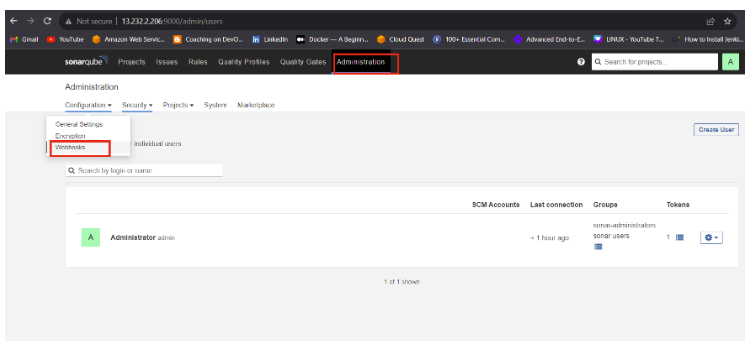 Not secure | 13.232.2.206:9000/admin/users
Gmail YouTube Amazon Web Servic... Coaching on DevO... LinkedIn Docker — A Beginn... Cloud Quest 100+ Essential Com... Advanced End-to-E... LINUX - YouTube T... How to Install Jenki...
sonarqube Projects Issues Rules Quality Profiles Quality Gates Administration ? Search for projects... A
Administration
Configuration Security Projects System Marketplace
General Settings
Encryption
Create User
Webhooks individual users
Search by login or name
SCM Accounts Last connection Groups Tokens
A Administrator admin < 1 hour ago sonar-administrators sonar-users 1
1 of 1 shown